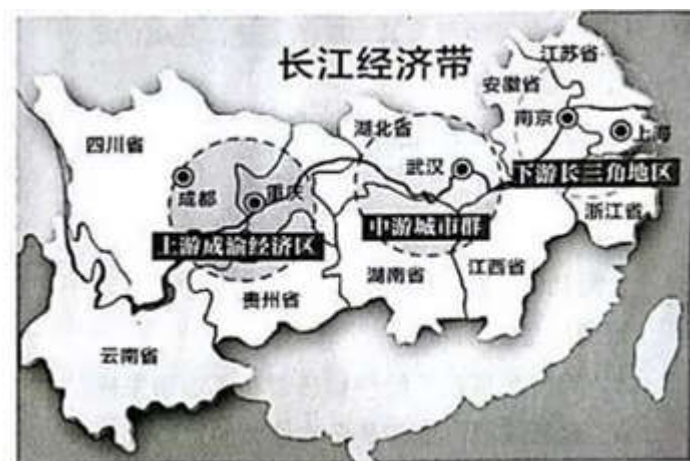 长江经济带
江苏省
安徽省
南京
上海
湖北省
四川省
武汉
下游长三角地区
成都
重庆
浙江省
上游成渝经济区
中游城市群
湖南省
江西省
贵州省
云南省